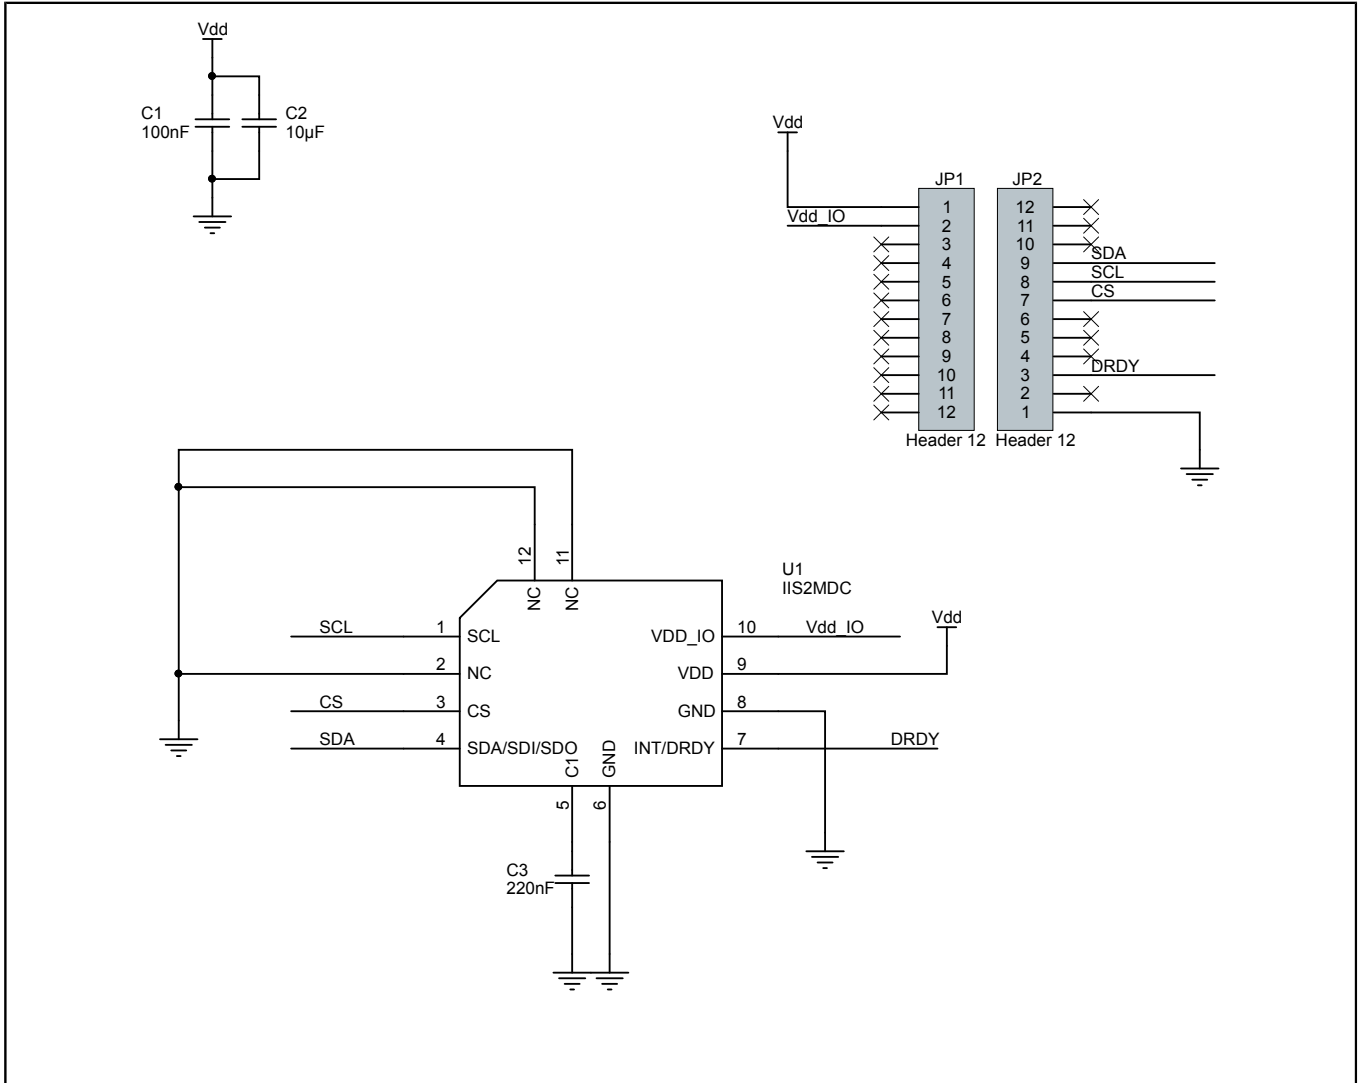 Vdd
C1
100nF
C2
10µF
Vdd
Vdd_IO
JP1
1
2
3
4
5
6
7
8
9
10
11
12
Header 12
JP2
12
11
10
9
8
7
6
5
4
3
2
1
Header 12
SDA
SCL
CS
DRDY
U1
IIS2MDC
12
11
NC
NC
SCL
1
SCL
2
NC
CS
3
CS
SDA
4
SDA/SDI/SDO
VDD_IO
10
Vdd_IO
Vdd
VDD
9
GND
8
INT/DRDY
7
DRDY
C1
GND
5
6
C3
220nF